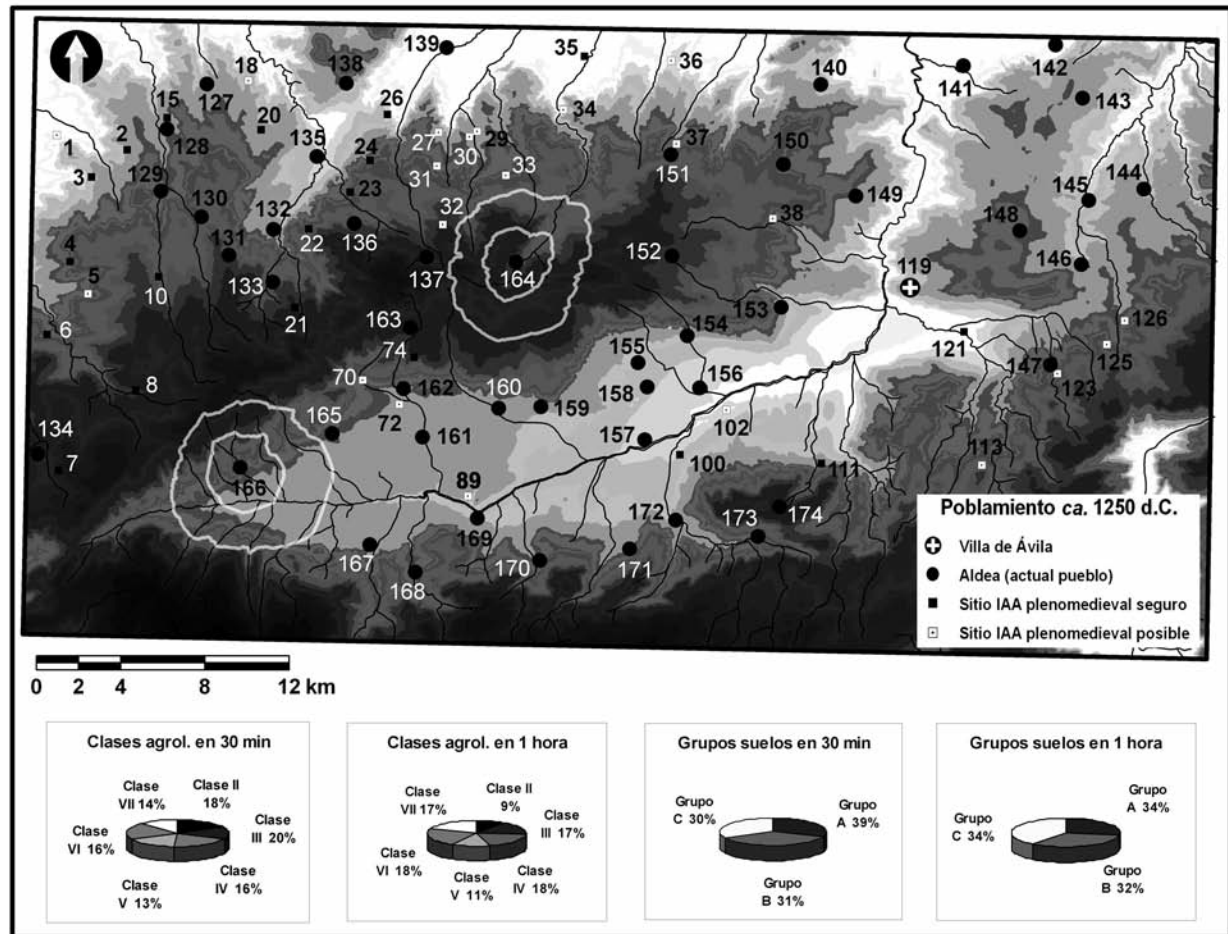 139
35
36
138
140
141
142
18
127
26
34
143
15
20
2
135
27
29
37
150
1
128
24
30
33
144
3
129
31
151
149
145
23
130
132
32
38
148
4
131
22
136
152
5
137
164
146
133
119
10
21
153
163
126
6
154
74
121
125
155
147
70
123
8
162
160
158
156
159
165
72
102
134
161
157
113
7
166
100
111
89
172
173
174
169
167
168
170
171
Poblamiento ca. 1250 d.C.
Villa de Ávila
Aldea (actual pueblo)
Sitio IAA plenomedieval seguro
Sitio IAA plenomedieval posible
0 2 4 8 12 km
Clases agrol. en 30 min
Clase
VII 14%
Clase II
18%
Clase
III 20%
Clase
VI 16%
Clase
IV 16%
Clase
V 13%
Clases agrol. en 1 hora
Clase
VII 17%
Clase II
9%
Clase
III 17%
Clase
VI 18%
Clase
V 11%
Clase
IV 18%
Grupos suelos en 30 min
Grupo
C 30%
Grupo
A 39%
Grupo
B 31%
Grupos suelos en 1 hora
Grupo
C 34%
Grupo
A 34%
Grupo
B 32%